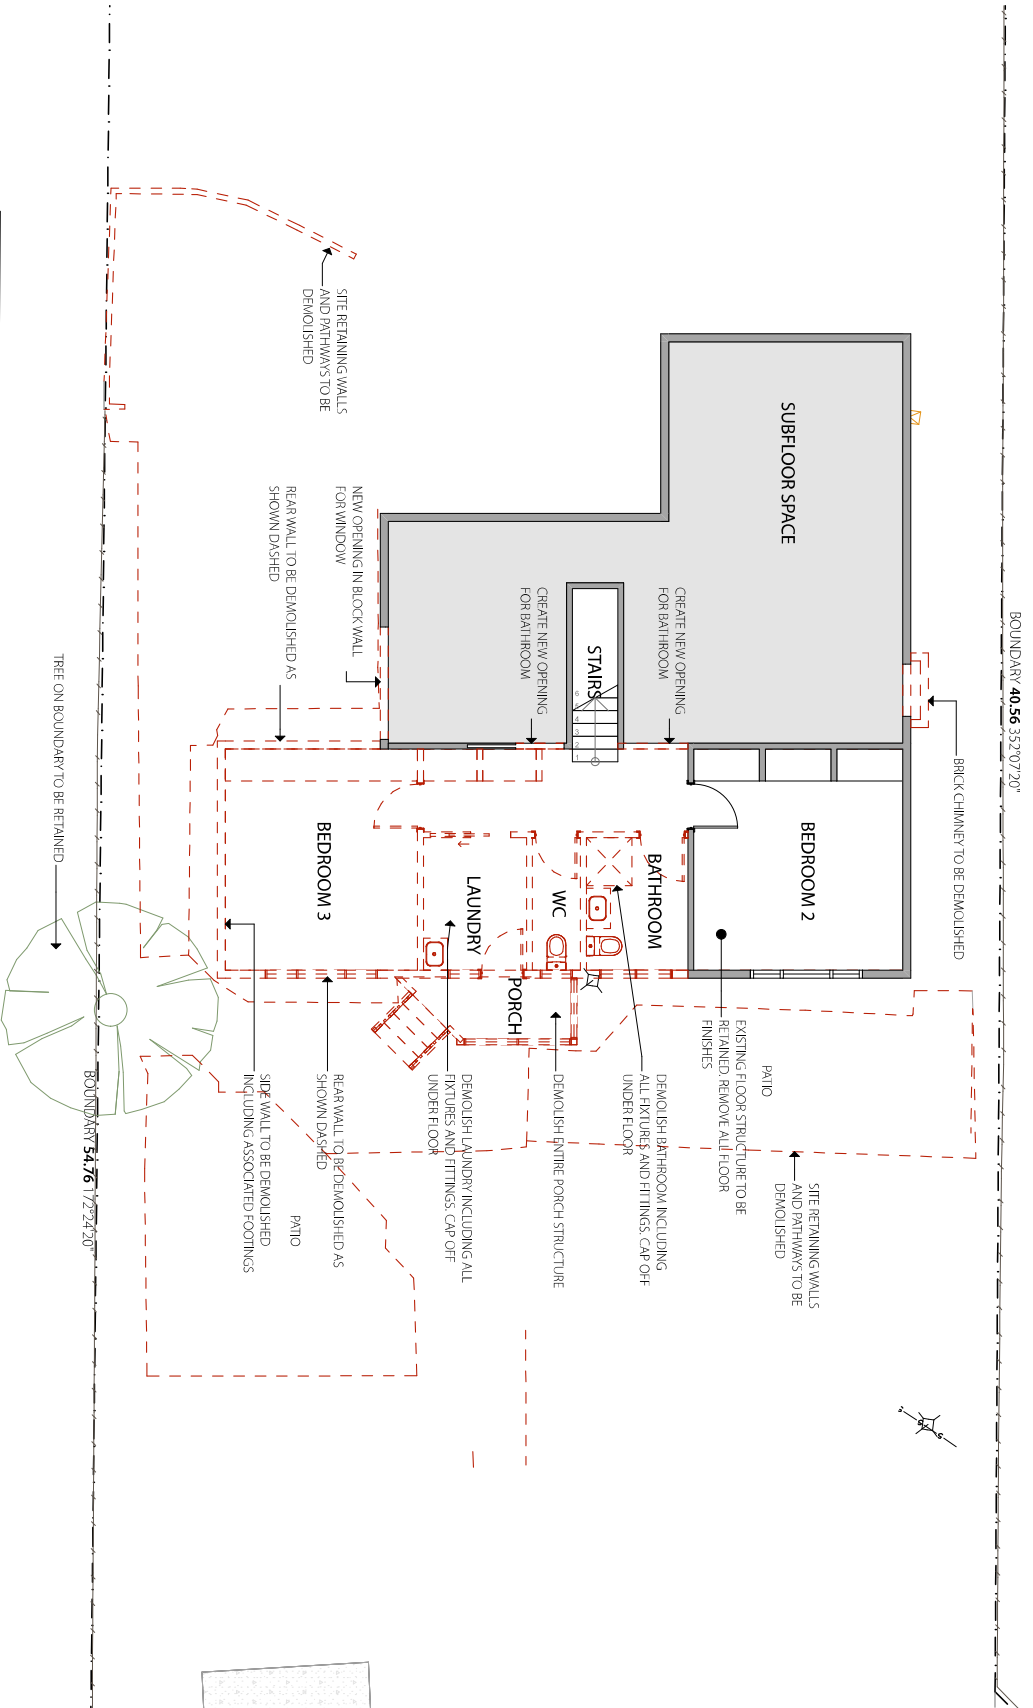 BOUNDARY 40.56 352°07'20"
BRICK CHIMNEY TO BE DEMOLISHED
SUBFLOOR SPACE
SITE RETAINING WALLS
AND PATHWAYS TO BE
DEMOLISHED
NEW OPENING IN BLOCK WALL
FOR WINDOW
REAR WALL TO BE DEMOLISHED AS
SHOWN DASHED
CREATE NEW OPENING
FOR BATHROOM
CREATE NEW OPENING
FOR BATHROOM
STAIRS
1
2
3
4
5
6
TREE ON BOUNDARY TO BE RETAINED
BEDROOM 2
BATHROOM
WC
LAUNDRY
BEDROOM 3
PORCH
PATIO
EXISTING FLOOR STRUCTURE TO BE
RETAINED, REMOVE ALL FLOOR
FINISHES
DEMOLISH BATHROOM INCLUDING
ALL FIXTURES AND FITTINGS. CAP OFF
UNDER FLOOR
DEMOLISH ENTIRE PORCH STRUCTURE
DEMOLISH LAUNDRY INCLUDING ALL
FIXTURES AND FITTINGS. CAP OFF
UNDER FLOOR
REAR WALL TO BE DEMOLISHED AS
SHOWN DASHED
SIDE WALL TO BE DEMOLISHED
INCLUDING ASSOCIATED FOOTINGS
PATIO
SITE RETAINING WALLS
AND PATHWAYS TO BE
DEMOLISHED
BOUNDARY 54.76 172°24'20"